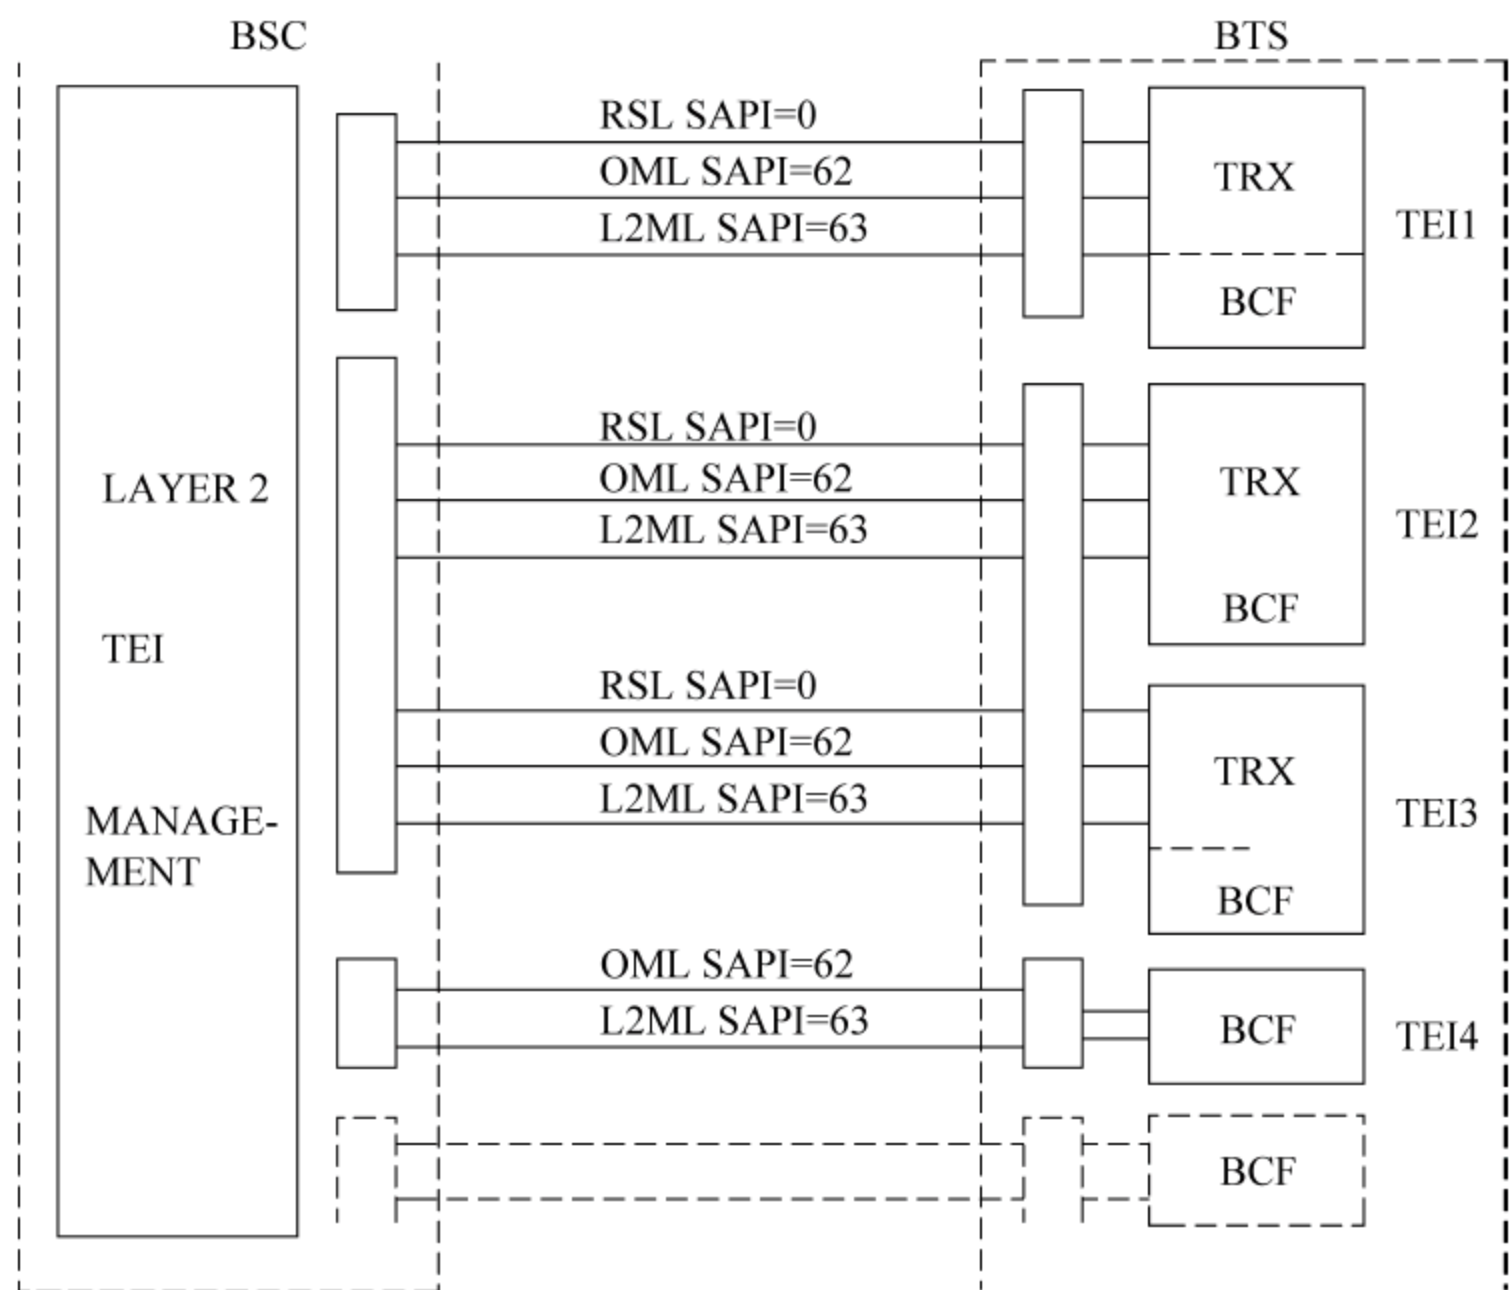 BSC
BTS
RSL SAPI=0
OML SAPI=62
L2ML SAPI=63
TRX
BCF
TEI1
RSL SAPI=0
OML SAPI=62
L2ML SAPI=63
TRX
BCF
TEI2
LAYER 2
TEI
MANAGE-
MENT
RSL SAPI=0
OML SAPI=62
L2ML SAPI=63
TRX
BCF
TEI3
OML SAPI=62
L2ML SAPI=63
BCF
TEI4
BCF